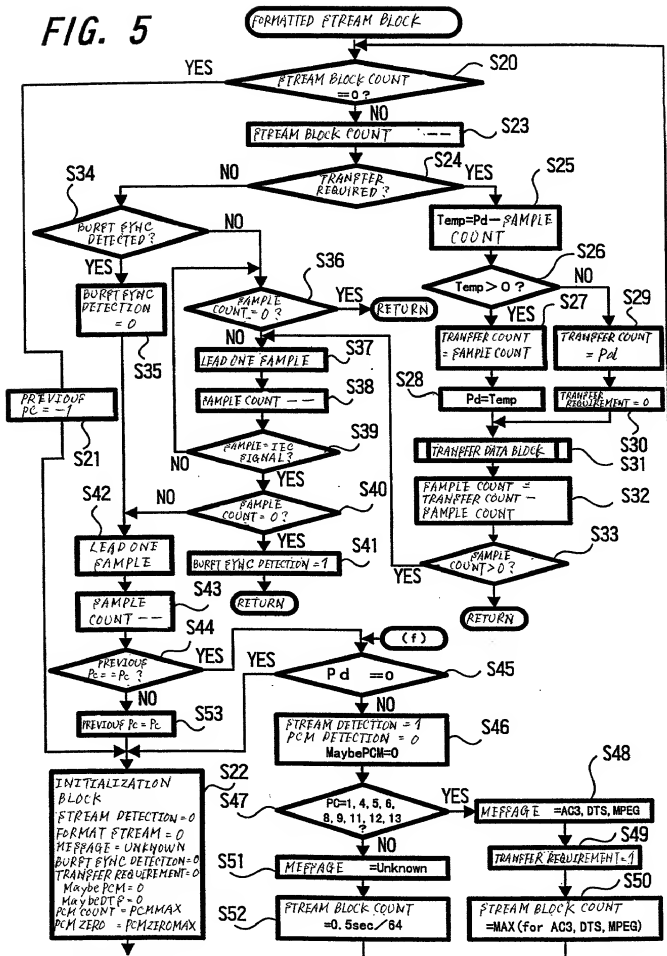 FIG. 5
FORMATTED STREAM BLOCK
S20
YES
STREAM BLOCK COUNT
==0 ?
NO
STREAM BLOCK COUNT --
S23
S24
NO
TRANSFER
REQUIRED?
YES
S25
Temp=Pd-SAMPLE
COUNT
S34
BURST SYNC
DETECTED?
NO
YES
S26
Temp>0 ?
NO
YES
S27
S29
BURST SYNC
DETECTION
=0
S35
S36
SAMPLE
COUNT=0 ?
YES
RETURN
NO
TRANSFER COUNT
=SAMPLE COUNT
TRANSFER
COUNT
=Pd
LEAD ONE SAMPLE
S37
S38
SAMPLE COUNT --
S28
Pd=Temp
TRANSFER
REQUIREMENT=0
S30
PREVIOUS
PC=-1
S21
SAMPLE=IEC
SIGNAL?
S39
NO
YES
TRANSFER DATA BLOCK
S31
SAMPLE COUNT =
TRANSFER COUNT -
SAMPLE COUNT
S32
S42
NO
SAMPLE
COUNT=0 ?
S40
YES
S41
BURST SYNC DETECTION=1
RETURN
S33
SAMPLE
COUNT>0 ?
YES
NO
RETURN
LEAD ONE
SAMPLE
S43
SAMPLE
COUNT --
S44
PREVIOUS
Pc==Pc ?
YES
NO
(f)
YES
Pd ==0
S45
NO
S53
PREVIOUS Pc=Pc
STREAM DETECTION=1
PCM DETECTION=0
MaybePCM=0
S46
S22
INITIALIZATION
BLOCK
STREAM DETECTION=0
FORMAT STREAM=0
MESSAGE=UNKNOWN
BURST SYNC DETECTION=0
TRANSFER REQUIREMENT=0
MaybePCM=0
MaybeDTS=0
PCM COUNT=PCMMAX
PCM ZERO=PCMZEROMAX
S47
PC=1, 4, 5, 6,
8, 9, 11, 12, 13
?
YES
NO
S48
MESSAGE =AC3, DTS, MPEG
S49
TRANSFER REQUIREMENT=1
S51
MESSAGE =Unknown
S50
STREAM BLOCK COUNT
=MAX(for AC3, DTS, MPEG)
S52
STREAM BLOCK COUNT
=0.5sec/64